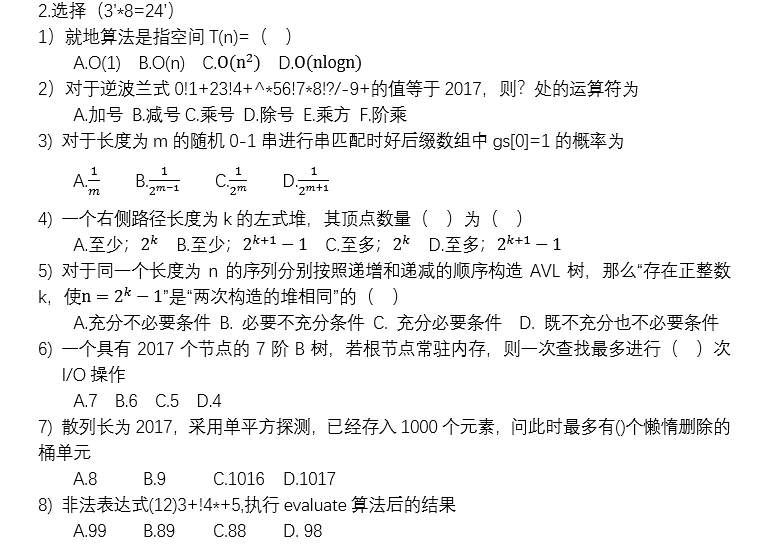 2.选择（3’*8=24’）
1）就地算法是指空间 T(n)=（ ）
A.O(1) B.O(n) C.O(n²) D.O(nlogn)
2）对于逆波兰式 0!1+23!4+^*56!7*8!?/-9+的值等于 2017，则？处的运算符为
A.加号 B.减号 C.乘号 D.除号 E.乘方 F.阶乘
3）对于长度为 m 的随机 0-1 串进行串匹配时好后缀数组中 gs[0]=1 的概率为
A.1/m B.1/2^(m−1) C.1/2^m D.1/2^(m+1)
4）一个右侧路径长度为 k 的左式堆，其顶点数量（ ）为（ ）
A.至少；2^k B.至少；2^(k+1) − 1 C.至多；2^k D.至多；2^(k+1) − 1
5）对于同一个长度为 n 的序列分别按照递增和递减的顺序构造 AVL 树，那么“存在正整数
k，使n = 2^k − 1”是“两次构造的堆相同”的（ ）
A.充分不必要条件 B. 必要不充分条件 C. 充分必要条件 D. 既不充分也不必要条件
6）一个具有 2017 个节点的 7 阶 B 树，若根节点常驻内存，则一次查找最多进行（ ）次
I/O 操作
A.7 B.6 C.5 D.4
7）散列长为 2017，采用单平方探测，已经存入 1000 个元素，问此时最多有()个懒惰删除的
桶单元
A.8 B.9 C.1016 D.1017
8）非法表达式(12)3+!4*+5,执行 evaluate 算法后的结果
A.99 B.89 C.88 D. 98